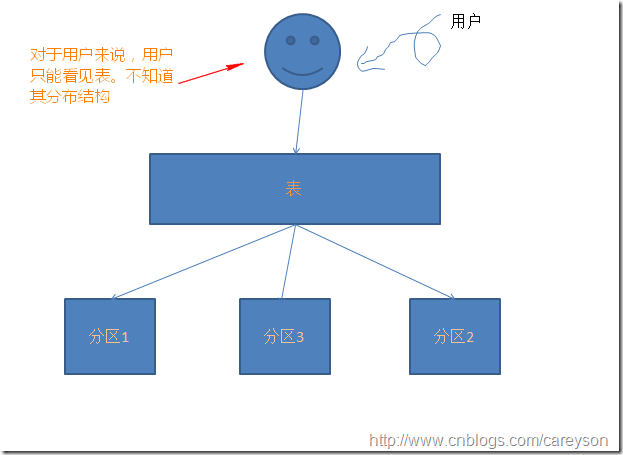 用户
对于用户来说，用户
只能看见表。不知道
其分布结构
表
分区1
分区3
分区2
http://www.cnblogs.com/careyson